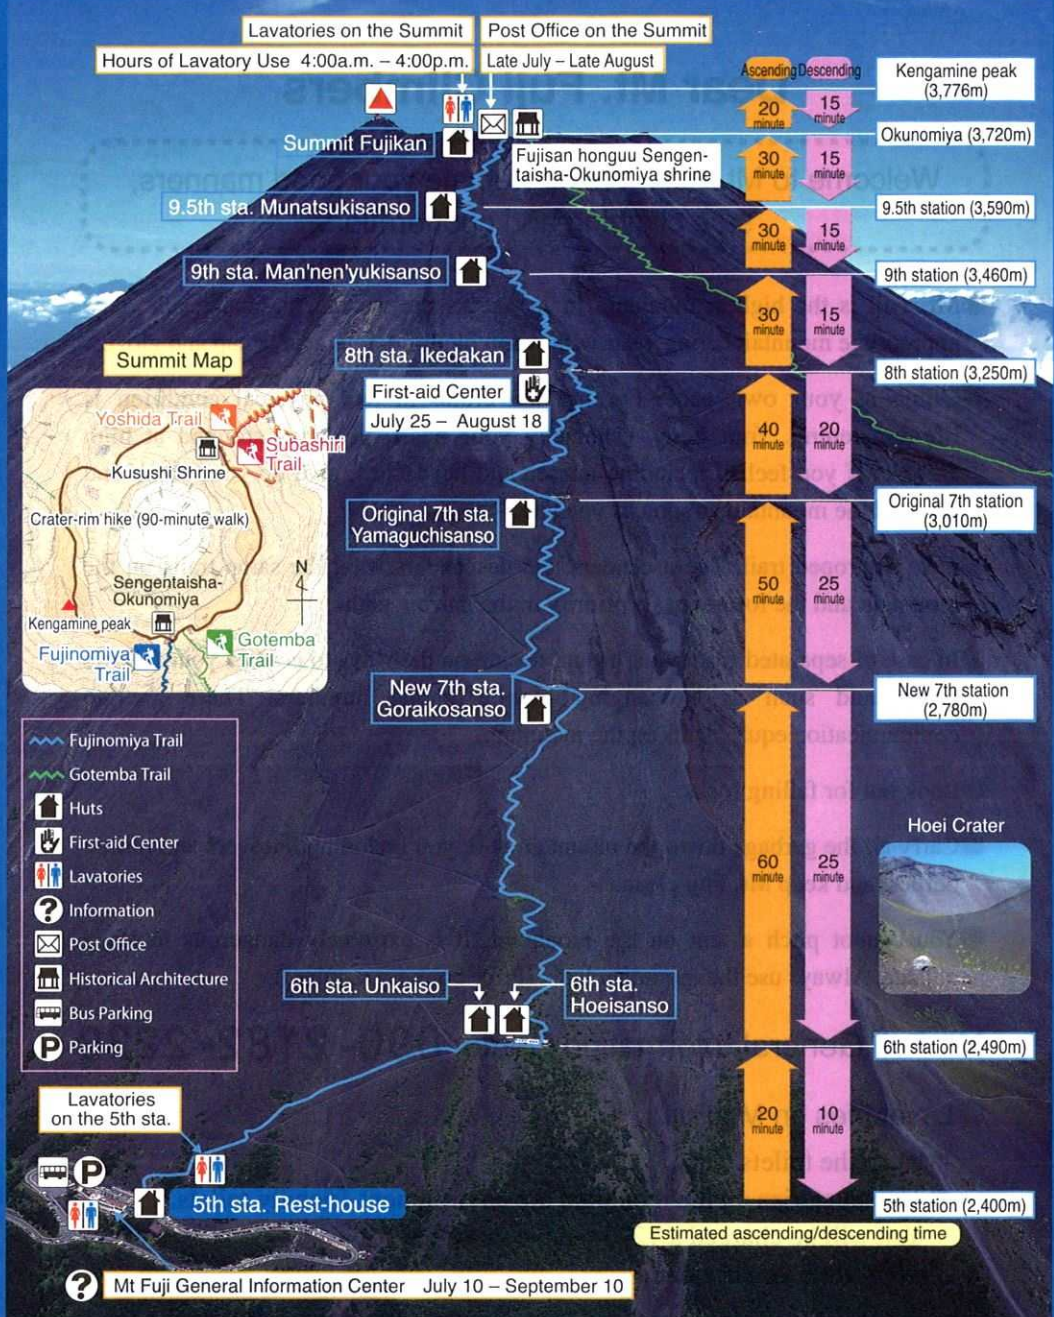 Lavatories on the Summit
Post Office on the Summit
Hours of Lavatory Use 4:00a.m. – 4:00p.m.
Late July – Late August
Summit Fujikan
Fujisan honguu Sengen-
taisha-Okunomiya shrine
9.5th sta. Munatsukisanso
9th sta. Man'nen'yukisanso
8th sta. Ikedakan
First-aid Center
July 25 – August 18
Original 7th sta.
Yamaguchisanso
New 7th sta.
Goraikosanso
6th sta. Unkaiso
6th sta.
Hoeisanso
Lavatories
on the 5th sta.
5th sta. Rest-house
Mt Fuji General Information Center July 10 – September 10
Summit Map
Yoshida Trail
Subashiri
Trail
Kusushi Shrine
Crater-rim hike (90-minute walk)
N
Sengentaisha-
Okunomiya
Kengamine peak
Fujinomiya
Trail
Gotemba
Trail
Fujinomiya Trail
Gotemba Trail
Huts
First-aid Center
Lavatories
? Information
Post Office
Historical Architecture
Bus Parking
P Parking
Ascending Descending
Kengamine peak
(3,776m)
20 minute
15 minute
Okunomiya (3,720m)
30 minute
15 minute
9.5th station (3,590m)
30 minute
15 minute
9th station (3,460m)
30 minute
15 minute
8th station (3,250m)
40 minute
20 minute
Original 7th station
(3,010m)
50 minute
25 minute
New 7th station
(2,780m)
60 minute
25 minute
6th station (2,490m)
20 minute
10 minute
5th station (2,400m)
Estimated ascending/descending time
Hoei Crater
P
?